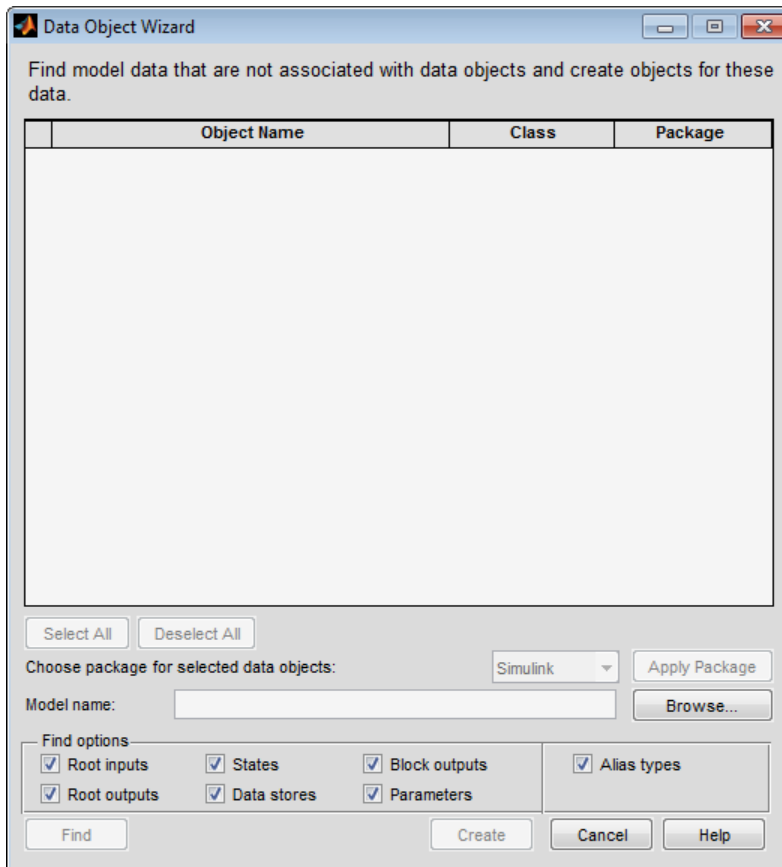 Data Object Wizard
Find model data that are not associated with data objects and create objects for these
data.
Object Name Class Package
Select All Deselect All
Choose package for selected data objects: Simulink Apply Package
Model name: Browse...
Find options
Root inputs States Block outputs Alias types
Root outputs Data stores Parameters
Find Create Cancel Help